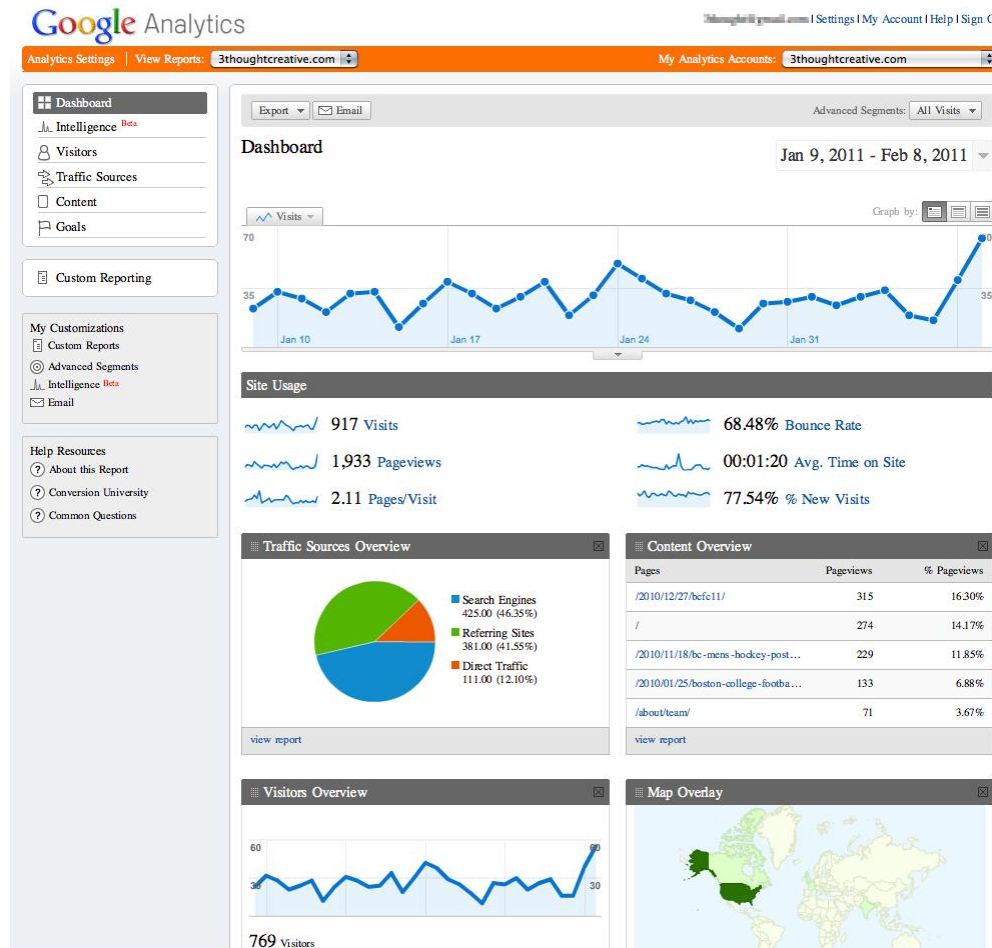 Google Analytics
Settings | My Account | Help | Sign
Analytics Settings | View Reports: 3thoughtcreative.com
My Analytics Accounts: 3thoughtcreative.com
Dashboard
Intelligence Beta
Visitors
Traffic Sources
Content
Goals
Custom Reporting
My Customizations
Custom Reports
Advanced Segments
Intelligence Beta
Email
Help Resources
? About this Report
? Conversion University
? Common Questions
Export Email
Advanced Segments: All Visits
Dashboard
Jan 9, 2011 - Feb 8, 2011
Visits
Graph by:
70
35 35
Jan 10 Jan 17 Jan 24 Jan 31
Site Usage
917 Visits
1,933 Pageviews
2.11 Pages/Visit
68.48% Bounce Rate
00:01:20 Avg. Time on Site
77.54% % New Visits
Traffic Sources Overview
Search Engines
425.00 (46.35%)
Referring Sites
381.00 (41.55%)
Direct Traffic
111.00 (12.10%)
view report
Content Overview
Pages Pageviews % Pageviews
/2010/12/27/bcfc11/ 315 16.30%
/ 274 14.17%
/2010/11/18/bc-mens-hockey-post... 229 11.85%
/2010/01/25/boston-college-footba... 133 6.88%
/about/team/ 71 3.67%
view report
Visitors Overview
60 60
30 30
769 Visitors
Map Overlay